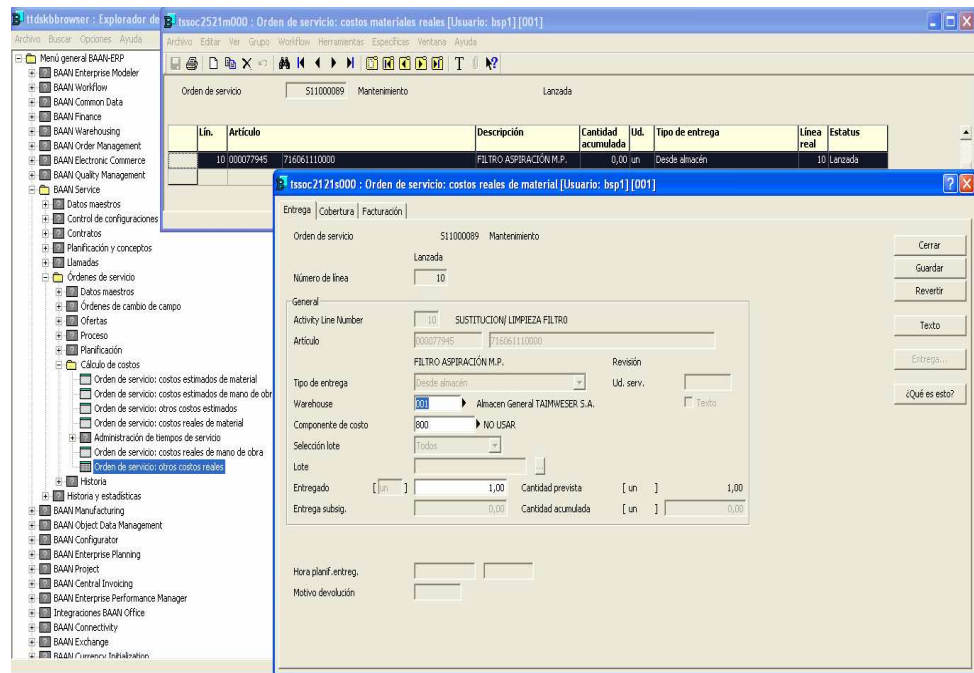 ttdskbbrowser : Explorador de
Archivo Buscar Opciones Ayuda
Menú general BAAN-ERP
BAAN Enterprise Modeler
BAAN Workflow
BAAN Common Data
BAAN Finance
BAAN Warehousing
BAAN Order Management
BAAN Electronic Commerce
BAAN Quality Management
BAAN Service
Datos maestros
Control de configuraciones
Contratos
Planificación y conceptos
Llamadas
Órdenes de servicio
Datos maestros
Órdenes de cambio de campo
Ofertas
Proceso
Planificación
Cálculo de costos
Orden de servicio: costos estimados de material
Orden de servicio: costos estimados de mano de obr
Orden de servicio: otros costos estimados
Orden de servicio: costos reales de material
Administración de tiempos de servicio
Orden de servicio: costos reales de mano de obra
Orden de servicio: otros costos reales
Historia
Historia y estadísticas
BAAN Manufacturing
BAAN Object Data Management
BAAN Configurator
BAAN Enterprise Planning
BAAN Project
BAAN Central Invoicing
BAAN Enterprise Performance Manager
Integraciones BAAN Office
BAAN Connectivity
BAAN Exchange
BAAN Currency Initialization
tssoc2521m000 : Orden de servicio: costos materiales reales [Usuario: bsp1] [001]
Archivo Editar Ver Grupo Workflow Herramientas Específicas Ventana Ayuda
Orden de servicio S11000089 Mantenimiento Lanzada
Lín. Artículo Descripción Cantidad acumulada Ud. Tipo de entrega Línea real Estatus
10 000077945 716061110000 FILTRO ASPIRACIÓN M.P. 0,00 un Desde almacén 10 Lanzada
tssoc2121s000 : Orden de servicio: costos reales de material [Usuario: bsp1] [001]
Entrega Cobertura Facturación
Orden de servicio S11000089 Mantenimiento
Lanzada
Número de línea 10
General
Activity Line Number 10 SUSTITUCION/ LIMPIEZA FILTRO
Artículo 000077945 716061110000
FILTRO ASPIRACIÓN M.P. Revisión
Tipo de entrega Desde almacén Ud. serv.
Warehouse 001 Almacen General TAIMWESER S.A. Texto
Componente de costo 800 NO USAR
Selección lote Todos
Lote ...
Entregado [ un ] 1,00 Cantidad prevista [ un ] 1,00
Entrega subsig. 0,00 Cantidad acumulada [ un ] 0,00
Hora planif.entreg.
Motivo devolución
Cerrar
Guardar
Revertir
Texto
Entrega...
¿Qué es esto?